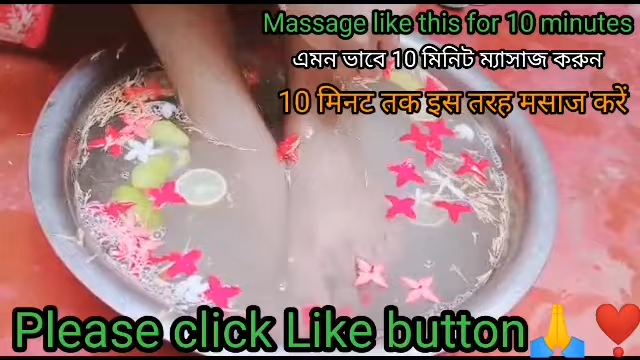 Massage like this for 10 minutes
এমন ভাবে 10 মিনিট ম্যাসাজ করুন
10 मिनट तक इस तरह मसाज करें
Please click Like button🙏❣️